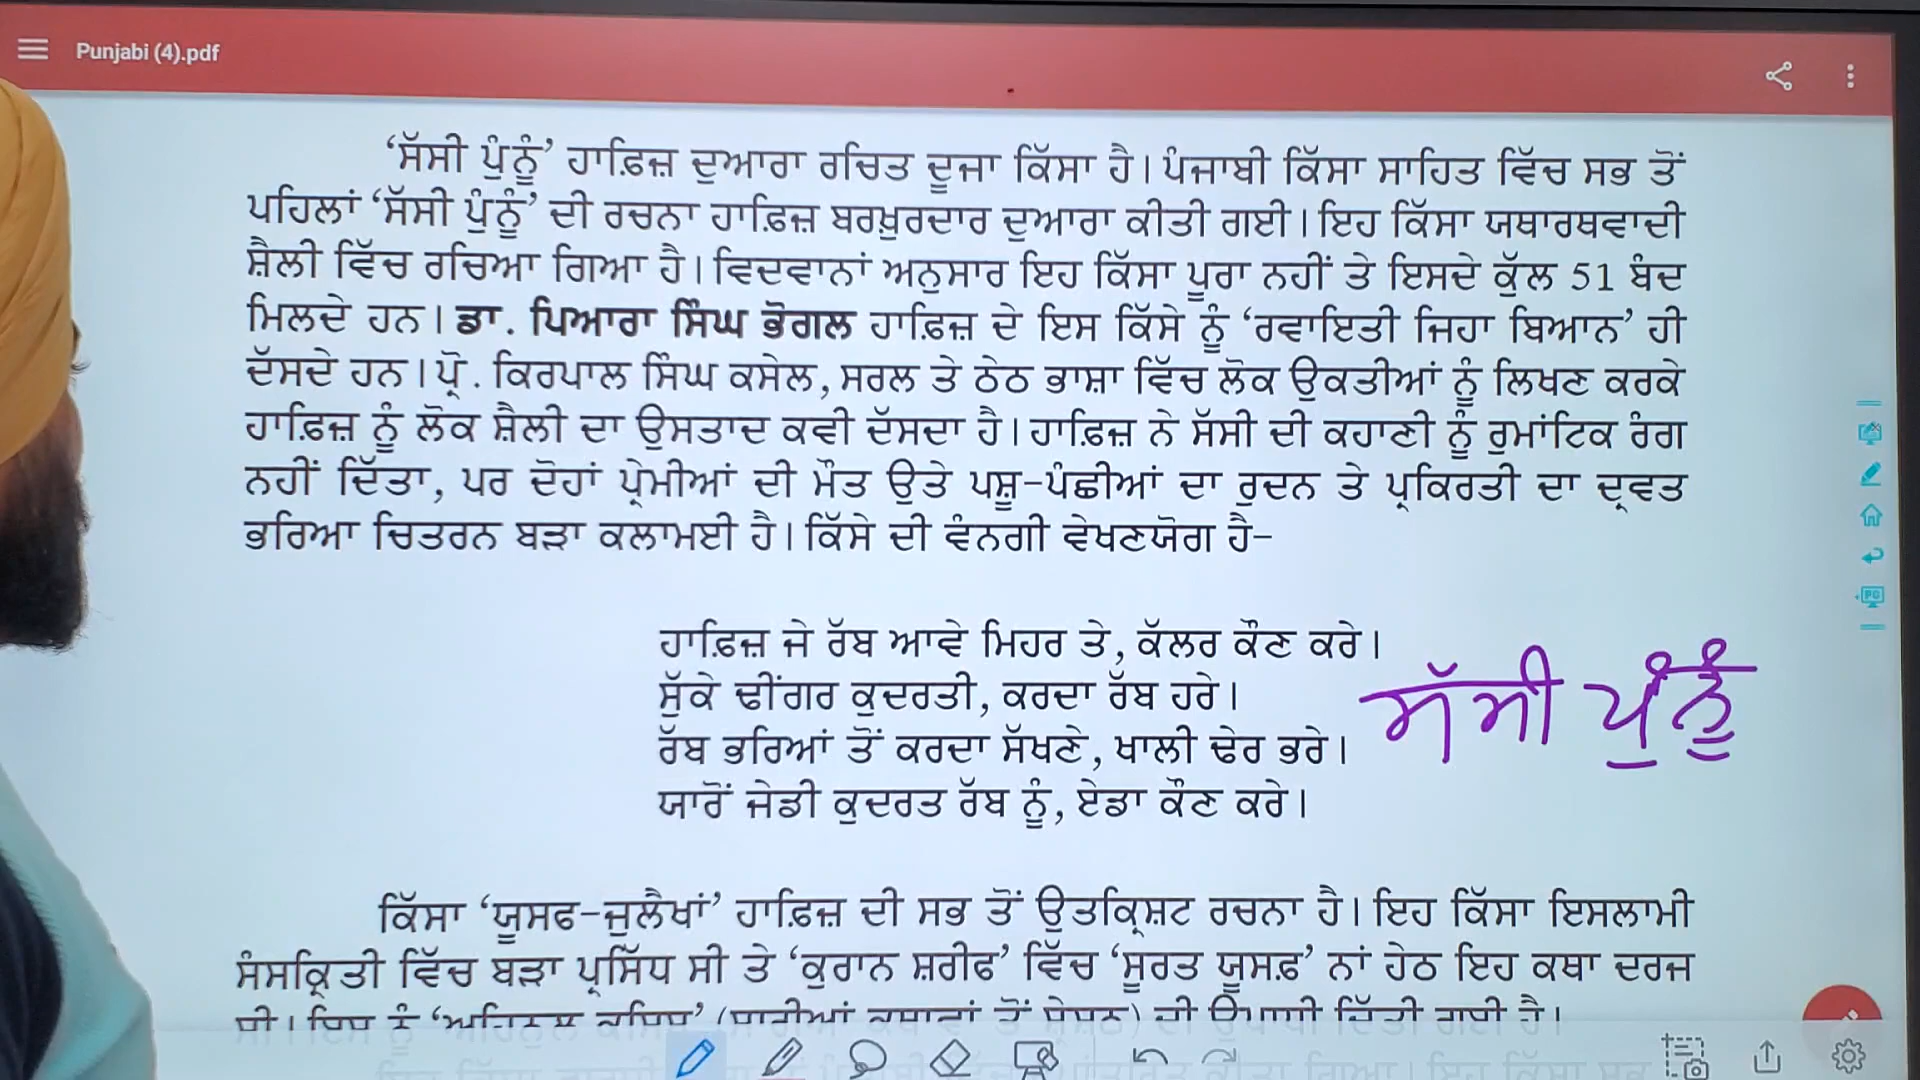 Punjabi (4).pdf
‘ਸੱਸੀ ਪੁੰਨੂੰ’ ਹਾਫ਼ਿਜ਼ ਦੁਆਰਾ ਰਚਿਤ ਦੂਜਾ ਕਿੱਸਾ ਹੈ। ਪੰਜਾਬੀ ਕਿੱਸਾ ਸਾਹਿਤ ਵਿੱਚ ਸਭ ਤੋਂ
ਪਹਿਲਾਂ ‘ਸੱਸੀ ਪੁੰਨੂੰ’ ਦੀ ਰਚਨਾ ਹਾਫ਼ਿਜ਼ ਬਰਖ਼ੁਰਦਾਰ ਦੁਆਰਾ ਕੀਤੀ ਗਈ। ਇਹ ਕਿੱਸਾ ਯਥਾਰਥਵਾਦੀ
ਸ਼ੈਲੀ ਵਿੱਚ ਰਚਿਆ ਗਿਆ ਹੈ। ਵਿਦਵਾਨਾਂ ਅਨੁਸਾਰ ਇਹ ਕਿੱਸਾ ਪੂਰਾ ਨਹੀਂ ਤੇ ਇਸਦੇ ਕੁੱਲ 51 ਬੰਦ
ਮਿਲਦੇ ਹਨ। ਡਾ. ਪਿਆਰਾ ਸਿੰਘ ਭੋਗਲ ਹਾਫ਼ਿਜ਼ ਦੇ ਇਸ ਕਿੱਸੇ ਨੂੰ ‘ਰਵਾਇਤੀ ਜਿਹਾ ਬਿਆਨ’ ਹੀ
ਦੱਸਦੇ ਹਨ। ਪ੍ਰੋ. ਕਿਰਪਾਲ ਸਿੰਘ ਕਸੇਲ, ਸਰਲ ਤੇ ਠੇਠ ਭਾਸ਼ਾ ਵਿੱਚ ਲੋਕ ਉਕਤੀਆਂ ਨੂੰ ਲਿਖਣ ਕਰਕੇ
ਹਾਫ਼ਿਜ਼ ਨੂੰ ਲੋਕ ਸ਼ੈਲੀ ਦਾ ਉਸਤਾਦ ਕਵੀ ਦੱਸਦਾ ਹੈ। ਹਾਫ਼ਿਜ਼ ਨੇ ਸੱਸੀ ਦੀ ਕਹਾਣੀ ਨੂੰ ਰੁਮਾਂਟਿਕ ਰੰਗ
ਨਹੀਂ ਦਿੱਤਾ, ਪਰ ਦੋਹਾਂ ਪ੍ਰੇਮੀਆਂ ਦੀ ਮੌਤ ਉਤੇ ਪਸ਼ੂ-ਪੰਛੀਆਂ ਦਾ ਰੁਦਨ ਤੇ ਪ੍ਰਕਿਰਤੀ ਦਾ ਦ੍ਰਵਤ
ਭਰਿਆ ਚਿਤਰਨ ਬੜਾ ਕਲਾਮਈ ਹੈ। ਕਿੱਸੇ ਦੀ ਵੰਨਗੀ ਵੇਖਣਯੋਗ ਹੈ-
ਹਾਫ਼ਿਜ਼ ਜੇ ਰੱਬ ਆਵੇ ਮਿਹਰ ਤੇ, ਕੱਲਰ ਕੌਣ ਕਰੇ।
ਸੁੱਕੇ ਢੀਂਗਰ ਕੁਦਰਤੀ, ਕਰਦਾ ਰੱਬ ਹਰੇ।
ਰੱਬ ਭਰਿਆਂ ਤੋਂ ਕਰਦਾ ਸੱਖਣੇ, ਖਾਲੀ ਢੇਰ ਭਰੇ।
ਯਾਰੋਂ ਜੇਡੀ ਕੁਦਰਤ ਰੱਬ ਨੂੰ, ਏਡਾ ਕੌਣ ਕਰੇ।
ਸੱਸੀ ਪੁੰਨੂੰ
ਕਿੱਸਾ ‘ਯੂਸਫ-ਜੁਲੈਖਾਂ’ ਹਾਫ਼ਿਜ਼ ਦੀ ਸਭ ਤੋਂ ਉਤਕ੍ਰਿਸ਼ਟ ਰਚਨਾ ਹੈ। ਇਹ ਕਿੱਸਾ ਇਸਲਾਮੀ
ਸੰਸਕ੍ਰਿਤੀ ਵਿੱਚ ਬੜਾ ਪ੍ਰਸਿੱਧ ਸੀ ਤੇ ‘ਕੁਰਾਨ ਸ਼ਰੀਫ’ ਵਿੱਚ ‘ਸੂਰਤ ਯੂਸਫ਼’ ਨਾਂ ਹੇਠ ਇਹ ਕਥਾ ਦਰਜ